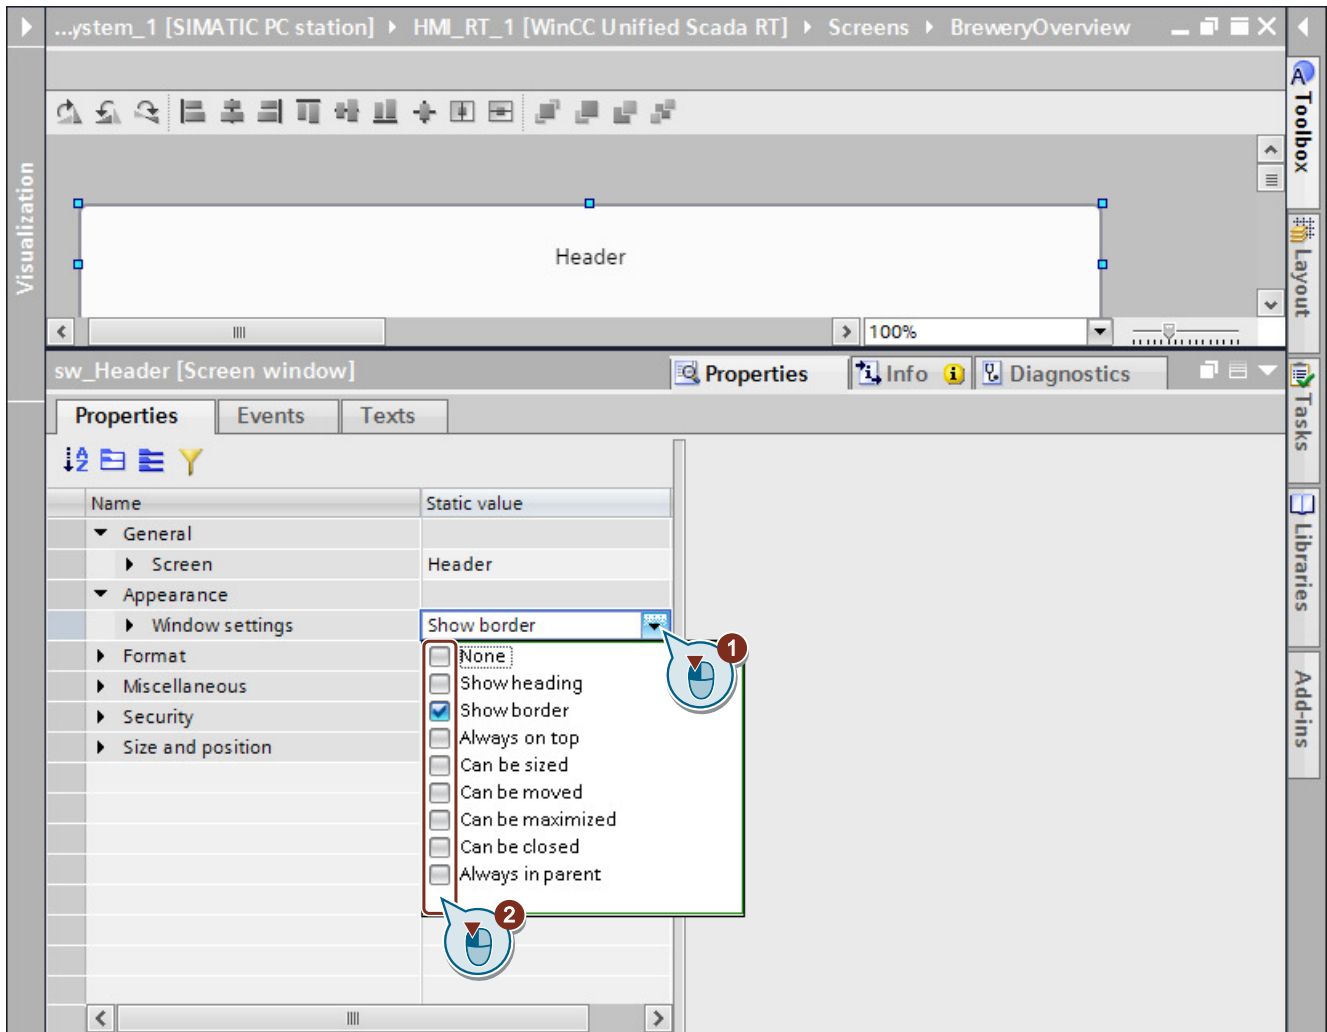 ...ystem_1 [SIMATIC PC station] HMI_RT_1 [WinCC Unified Scada RT] Screens BreweryOverview
Toolbox
Visualization
Header
Layout
100%
sw_Header [Screen window] Properties Info Diagnostics
Tasks
Properties Events Texts
Name Static value
General
Screen Header
Appearance
Window settings Show border
Format
Miscellaneous
Security
Size and position
None
Show heading
Show border
Always on top
Can be sized
Can be moved
Can be maximized
Can be closed
Always in parent
1
2
Libraries
Add-ins